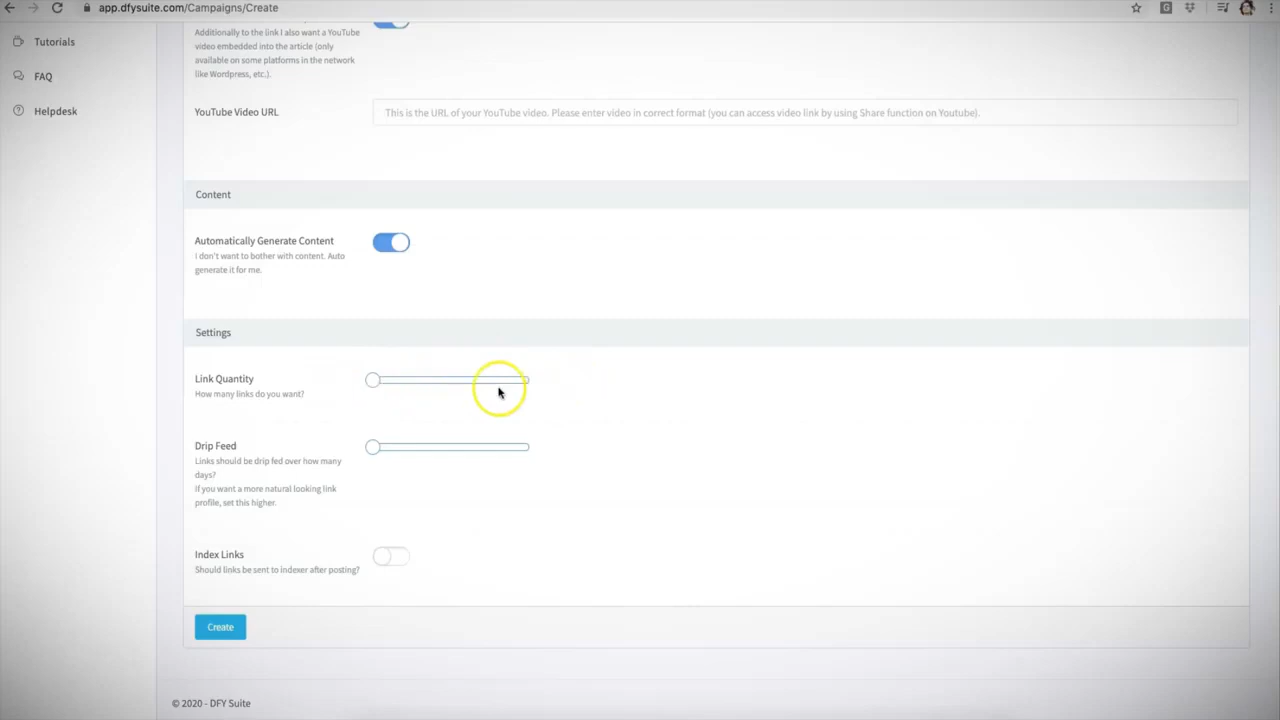 app.dfysuite.com/Campaigns/Create
Tutorials
FAQ
Helpdesk
Additionally to the link I also want a YouTube
video embedded into the article (only
available on some platforms in the network
like Wordpress, etc.).
YouTube Video URL
This is the URL of your YouTube video. Please enter video in correct format (you can access video link by using Share function on Youtube).
Content
Automatically Generate Content
I don't want to bother with content. Auto
generate it for me.
Settings
Link Quantity
How many links do you want?
Drip Feed
Links should be drip fed over how many
days?
If you want a more natural looking link
profile, set this higher.
Index Links
Should links be sent to indexer after posting?
Create
© 2020 - DFY Suite